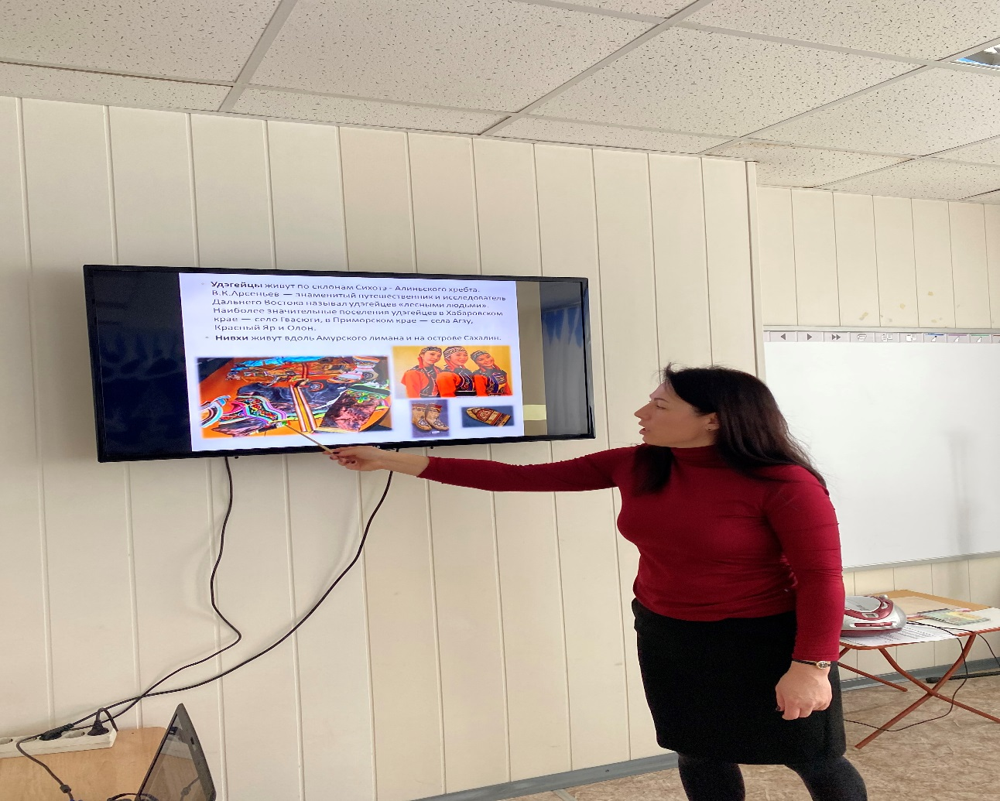 Удэгейцы живут по склонам Сихотэ - Алиньского хребта.
В.К.Арсеньев — знаменитый путешественник и исследователь
Дальнего Востока называл удэгейцев «лесными людьми».
Наиболее значительные поселения удэгейцев в Хабаровском
крае — село Гвасюги, в Приморском крае — села Агзу,
Красный Яр и Олон.
Нивхи живут вдоль Амурского лимана и на острове Сахалин.